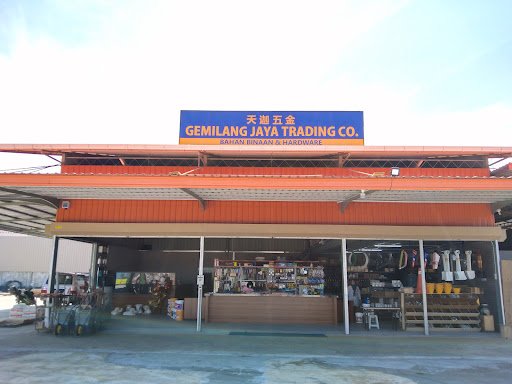 天迦五金
GEMILANG JAYA TRADING CO.
BAHAN BINAAN & HARDWARE